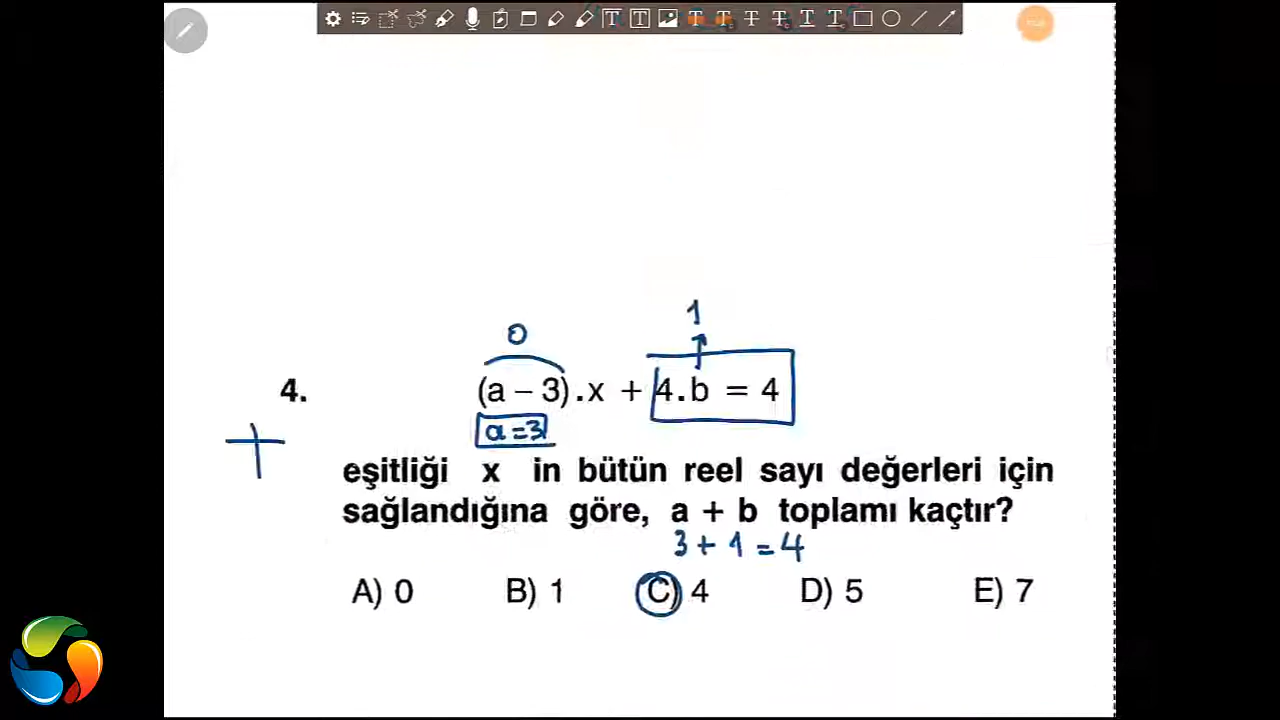 0
1
4. (a – 3).x + 4.b = 4
a = 3
eşitliği x in bütün reel sayı değerleri için
sağlandığına göre, a + b toplamı kaçtır?
3 + 1 = 4
A) 0 B) 1 C) 4 D) 5 E) 7